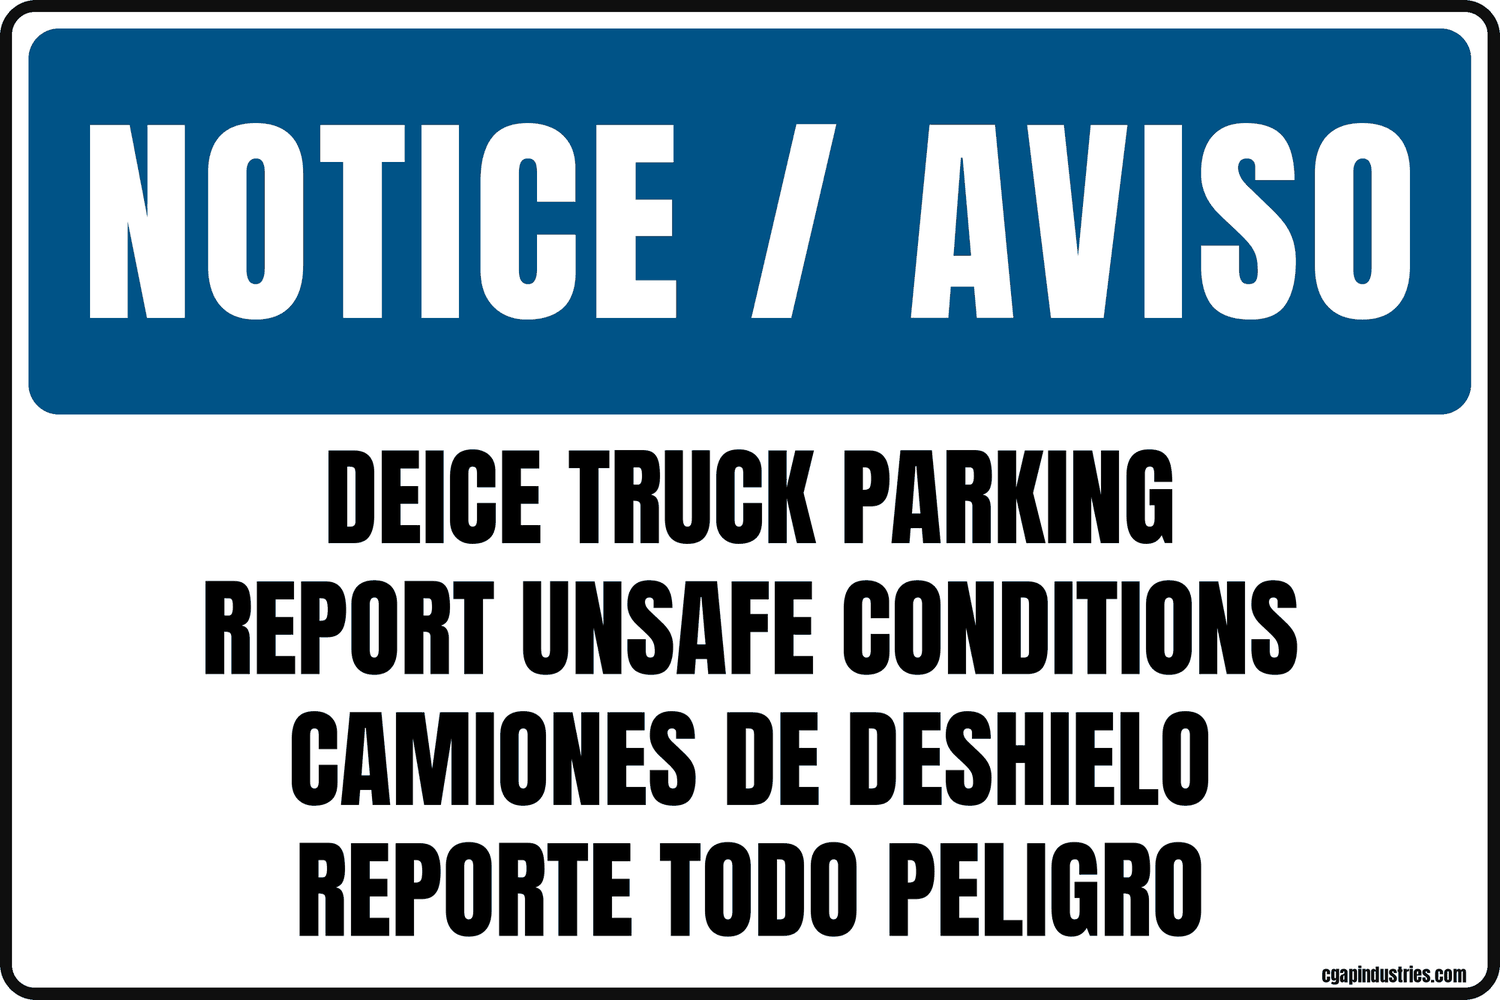 NOTICE / AVISO
DEICE TRUCK PARKING
REPORT UNSAFE CONDITIONS
CAMIONES DE DESHIELO
REPORTE TODO PELIGRO
cgapindustries.com